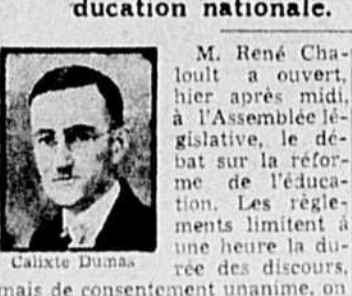 ducation nationale.
M. René Cha-
loult a ouvert,
hier après midi,
à l'Assemblée lé-
gislative, le dé-
bat sur la réfor-
me de l'éduca-
tion. Les règle-
ments limitent à
une heure la du-
rée des discours,
mais de consentement unanime, on
Calixte Dumas